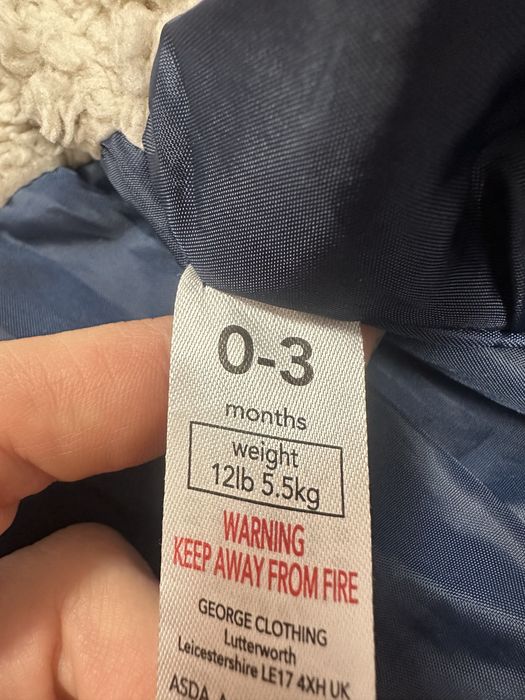 0-3
months
weight
12lb 5.5kg
WARNING
KEEP AWAY FROM FIRE
GEORGE CLOTHING
Lutterworth
Leicestershire LE17 4XH UK
ASDA